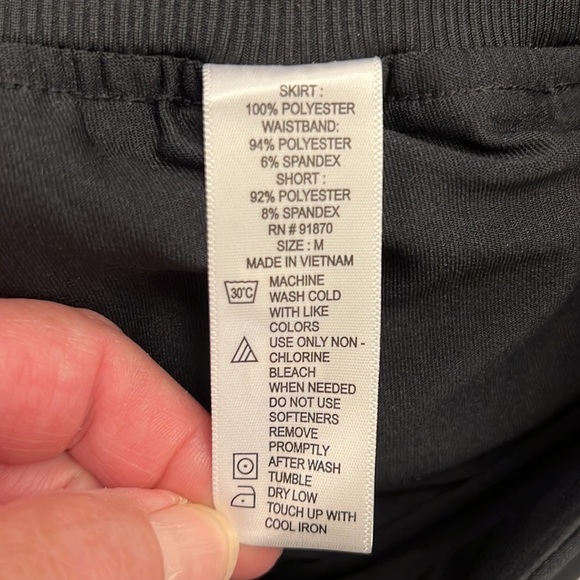 SKIRT :
100% POLYESTER
WAISTBAND:
94% POLYESTER
6% SPANDEX
SHORT :
92% POLYESTER
8% SPANDEX
RN # 91870
SIZE : M
MADE IN VIETNAM
30°C MACHINE
WASH COLD
WITH LIKE
COLORS
USE ONLY NON -
CHLORINE
BLEACH
WHEN NEEDED
DO NOT USE
SOFTENERS
REMOVE
PROMPTLY
AFTER WASH
TUMBLE
DRY LOW
TOUCH UP WITH
COOL IRON